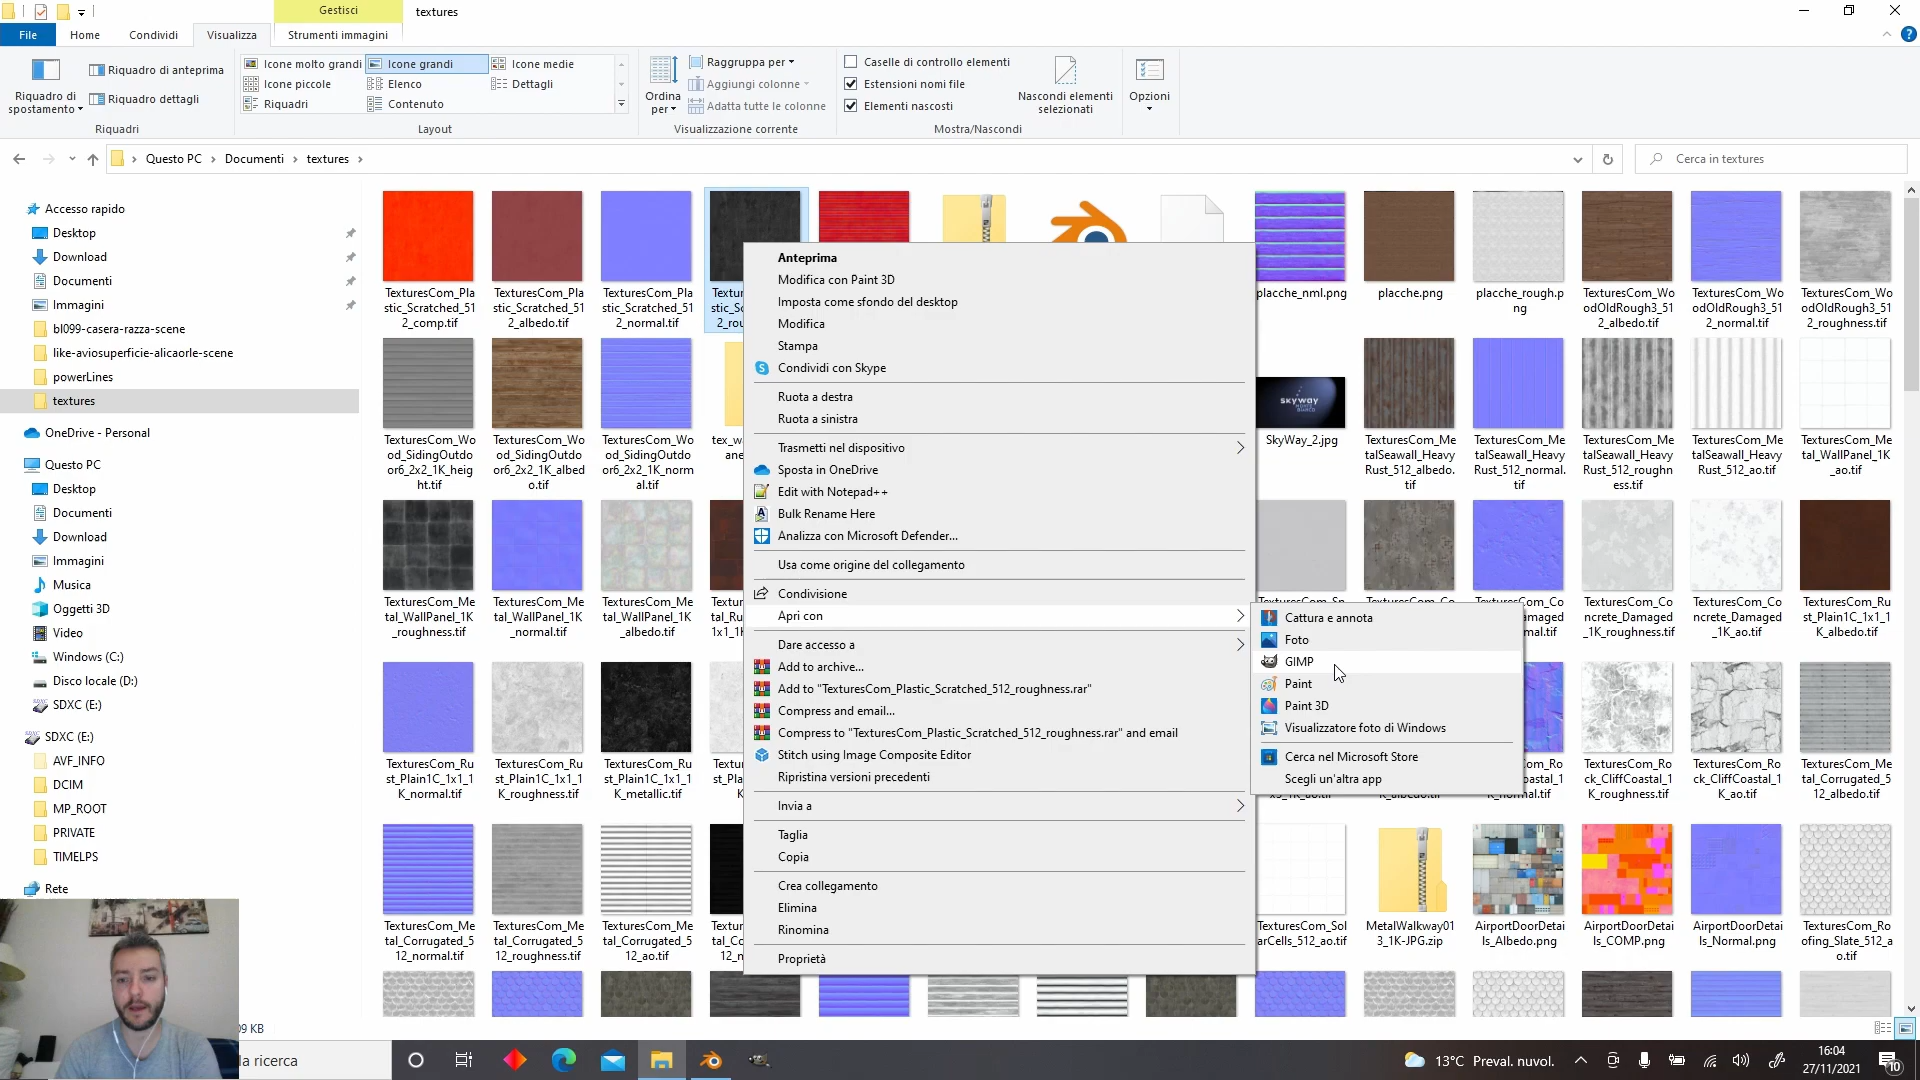 Gestisci
textures
File
Home
Condividi
Visualizza
Strumenti immagini
Riquadro di spostamento
Riquadro di anteprima
Riquadro dettagli
Riquadri
Icone molto grandi
Icone grandi
Icone medie
Icone piccole
Elenco
Dettagli
Riquadri
Contenuto
Layout
Ordina per
Raggruppa per
Aggiungi colonne
Adatta tutte le colonne
Visualizzazione corrente
Caselle di controllo elementi
Estensioni nomi file
Elementi nascosti
Nascondi elementi selezionati
Mostra/Nascondi
Opzioni
Questo PC > Documenti > textures >
Cerca in textures
Accesso rapido
Desktop
Download
Documenti
Immagini
bl099-casera-razza-scene
like-aviosuperficie-alicaorle-scene
powerLines
textures
OneDrive - Personal
Questo PC
Desktop
Documenti
Download
Immagini
Musica
Oggetti 3D
Video
Windows (C:)
Disco locale (D:)
SDXC (E:)
SDXC (E:)
AVF_INFO
DCIM
MP_ROOT
PRIVATE
TIMELPS
Rete
TexturesCom_Plastic_Scratched_512_comp.tif
TexturesCom_Plastic_Scratched_512_albedo.tif
TexturesCom_Plastic_Scratched_512_normal.tif
placche_nml.png
placche.png
placche_rough.png
TexturesCom_WoodOldRough3_512_albedo.tif
TexturesCom_WoodOldRough3_512_normal.tif
TexturesCom_WoodOldRough3_512_roughness.tif
TexturesCom_Wood_SidingOutdoor6_2x2_1K_height.tif
TexturesCom_Wood_SidingOutdoor6_2x2_1K_albedo.tif
TexturesCom_Wood_SidingOutdoor6_2x2_1K_normal.tif
SKYWAY
SkyWay_2.jpg
TexturesCom_MetalSeawall_HeavyRust_512_albedo.tif
TexturesCom_MetalSeawall_HeavyRust_512_normal.tif
TexturesCom_MetalSeawall_HeavyRust_512_roughness.tif
TexturesCom_MetalSeawall_HeavyRust_512_ao.tif
TexturesCom_Metal_WallPanel_1K_ao.tif
TexturesCom_Metal_WallPanel_1K_roughness.tif
TexturesCom_Metal_WallPanel_1K_normal.tif
TexturesCom_Metal_WallPanel_1K_albedo.tif
TexturesCom_Concrete_Damaged_1K_roughness.tif
TexturesCom_Concrete_Damaged_1K_ao.tif
TexturesCom_Rust_Plain1C_1x1_1K_albedo.tif
TexturesCom_Rust_Plain1C_1x1_1K_normal.tif
TexturesCom_Rust_Plain1C_1x1_1K_roughness.tif
TexturesCom_Rust_Plain1C_1x1_1K_metallic.tif
TexturesCom_Rock_CliffCoastal_1K_roughness.tif
TexturesCom_Rock_CliffCoastal_1K_ao.tif
TexturesCom_Metal_Corrugated_512_albedo.tif
TexturesCom_Metal_Corrugated_512_normal.tif
TexturesCom_Metal_Corrugated_512_roughness.tif
TexturesCom_Metal_Corrugated_512_ao.tif
TexturesCom_SolarCells_512_ao.tif
MetalWalkway013_1K-JPG.zip
AirportDoorDetails_Albedo.png
AirportDoorDetails_COMP.png
AirportDoorDetails_Normal.png
TexturesCom_Roofing_Slate_512_ao.tif
Anteprima
Modifica con Paint 3D
Imposta come sfondo del desktop
Modifica
Stampa
Condividi con Skype
Ruota a destra
Ruota a sinistra
Trasmetti nel dispositivo
Sposta in OneDrive
Edit with Notepad++
Bulk Rename Here
Analizza con Microsoft Defender...
Usa come origine del collegamento
Condivisione
Apri con
Dare accesso a
Add to archive...
Add to "TexturesCom_Plastic_Scratched_512_roughness.rar"
Compress and email...
Compress to "TexturesCom_Plastic_Scratched_512_roughness.rar" and email
Stitch using Image Composite Editor
Ripristina versioni precedenti
Invia a
Taglia
Copia
Crea collegamento
Elimina
Rinomina
Proprietà
Cattura e annota
Foto
GIMP
Paint
Paint 3D
Visualizzatore foto di Windows
Cerca nel Microsoft Store
Scegli un'altra app
09 KB
la ricerca
13°C Preval. nuvol.
16:04
27/11/2021
10